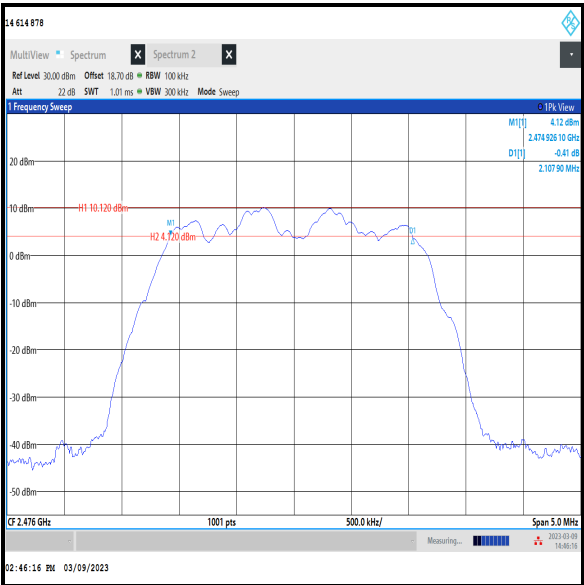 14 614 878
MultiView Spectrum X Spectrum 2 X
Ref Level 30.00 dBm Offset 18.70 dB RBW 100 kHz
Att 22 dB SWT 1.01 ms VBW 300 kHz Mode Sweep
1 Frequency Sweep 1Pk View
M1[1] 4.12 dBm
2.474 926 10 GHz
D1[1] -0.41 dB
2.107 90 MHz
20 dBm
10 dBm H1 10.120 dBm
M1
D1
H2 4.120 dBm
0 dBm
-10 dBm
-20 dBm
-30 dBm
-40 dBm
-50 dBm
CF 2.476 GHz 1001 pts 500.0 kHz/ Span 5.0 MHz
Measuring... 2023-03-09
14:46:16
02:46:16 PM 03/09/2023